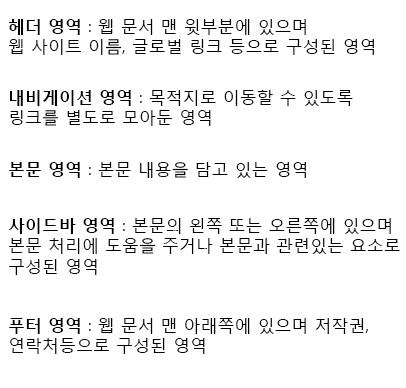 헤더 영역 : 웹 문서 맨 윗부분에 있으며
웹 사이트 이름, 글로벌 링크 등으로 구성된 영역
내비게이션 영역 : 목적지로 이동할 수 있도록
링크를 별도로 모아둔 영역
본문 영역 : 본문 내용을 담고 있는 영역
사이드바 영역 : 본문의 왼쪽 또는 오른쪽에 있으며
본문 처리에 도움을 주거나 본문과 관련있는 요소로
구성된 영역
푸터 영역 : 웹 문서 맨 아래쪽에 있으며 저작권,
연락처등으로 구성된 영역